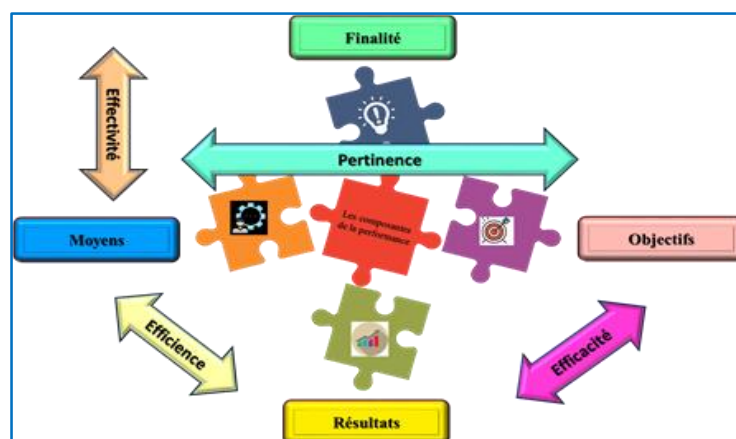 Finalité
Effectivité
Pertinence
Moyens
Les composantes
de la performance
Objectifs
Efficience
Efficacité
Résultats